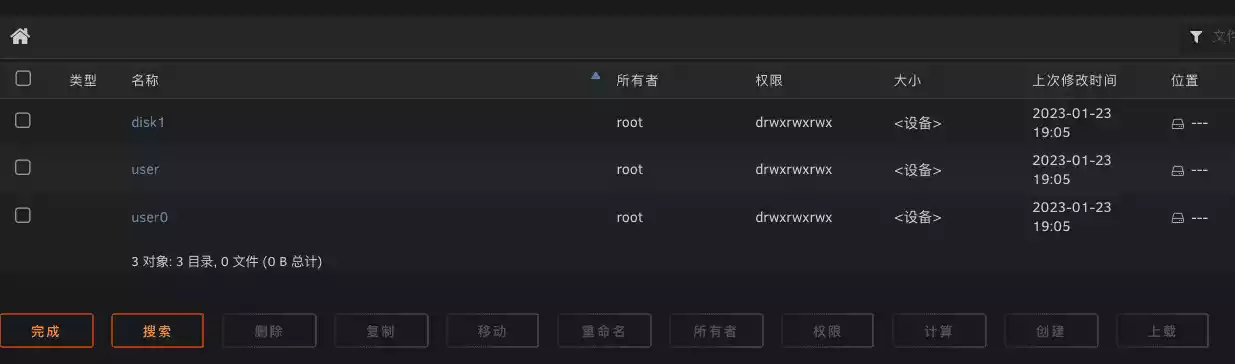 文件
类型 名称 所有者 权限 大小 上次修改时间 位置
disk1 root drwxrwxrwx <设备> 2023-01-23 19:05 ---
user root drwxrwxrwx <设备> 2023-01-23 19:05 ---
user0 root drwxrwxrwx <设备> 2023-01-23 19:05 ---
3 对象: 3 目录, 0 文件 (0 B 总计)
完成 搜索 删除 复制 移动 重命名 所有者 权限 计算 创建 上载